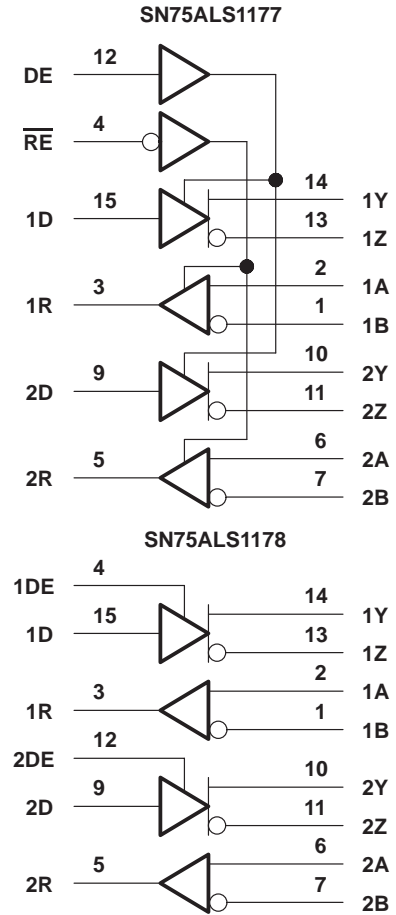 SN75ALS1177
DE 12
RE 4
1D 15 14 1Y
13 1Z
1R 3 2 1A
1 1B
2D 9 10 2Y
11 2Z
2R 5 6 2A
7 2B
SN75ALS1178
1DE 4
1D 15 14 1Y
13 1Z
1R 3 2 1A
1 1B
2DE 12
2D 9 10 2Y
11 2Z
2R 5 6 2A
7 2B